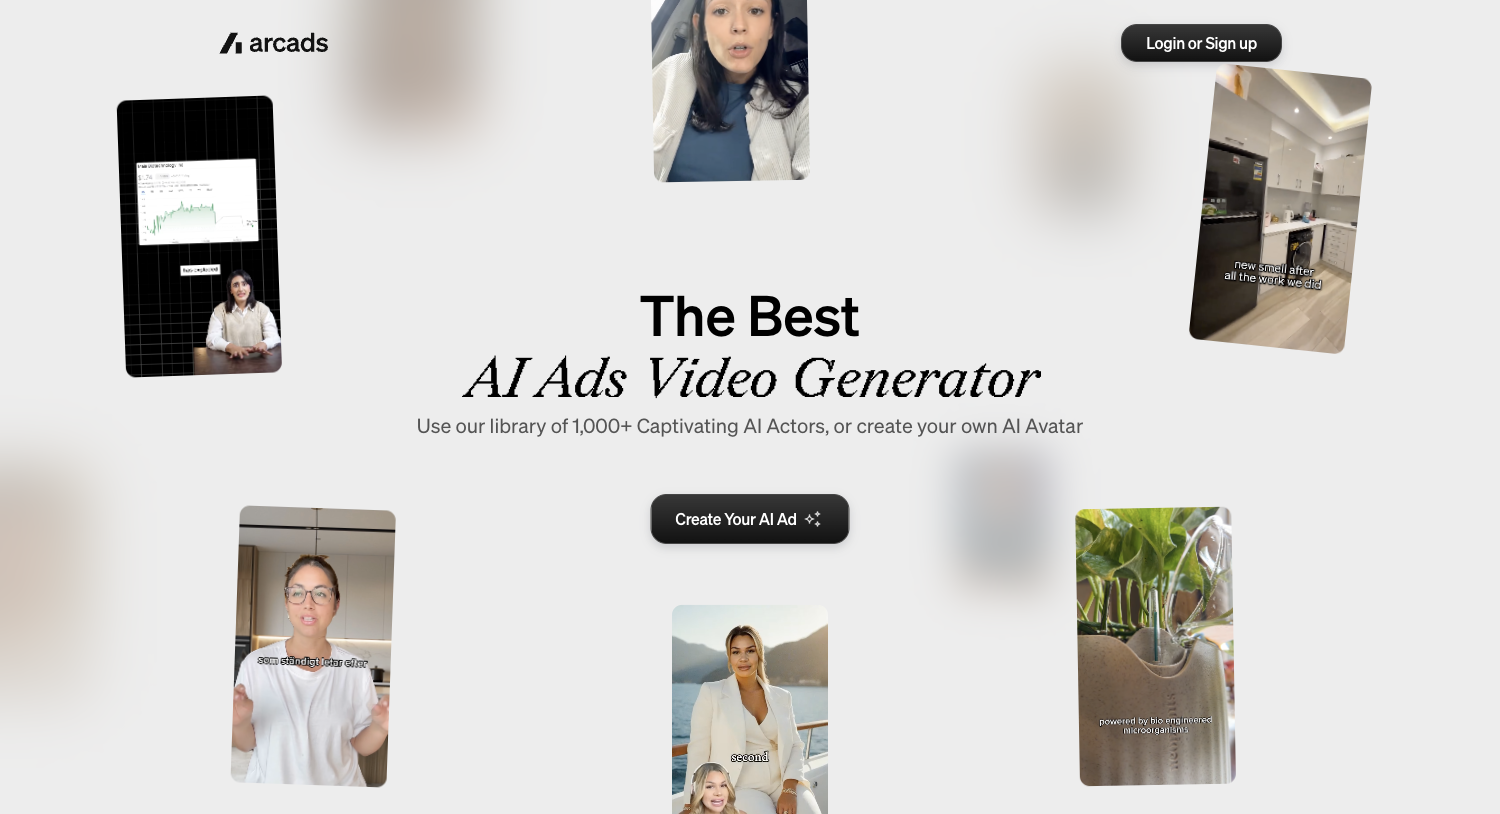 arcads
Login or Sign up
new smell after
all the work we did
The Best
AI Ads Video Generator
Use our library of 1,000+ Captivating AI Actors, or create your own AI Avatar
Create Your AI Ad
som ständigt letar efter
second
powered by bio engineered
microorganisms